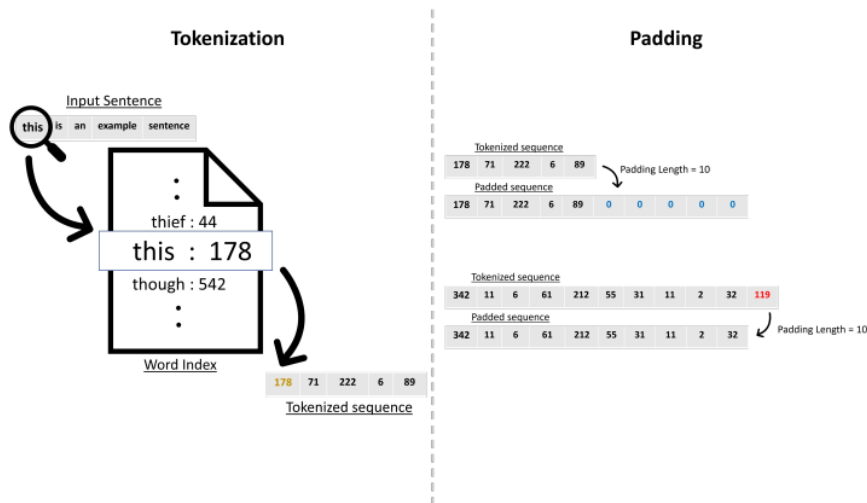 Tokenization
Input Sentence
this is an example sentence
:
thief : 44
this : 178
though : 542
:
Word Index
178 71 222 6 89
Tokenized sequence
Padding
Tokenized sequence
178 71 222 6 89
Padding Length = 10
Padded sequence
178 71 222 6 89 0 0 0 0 0
Tokenized sequence
342 11 6 61 212 55 31 11 2 32 119
Padded sequence
Padding Length = 10
342 11 6 61 212 55 31 11 2 32